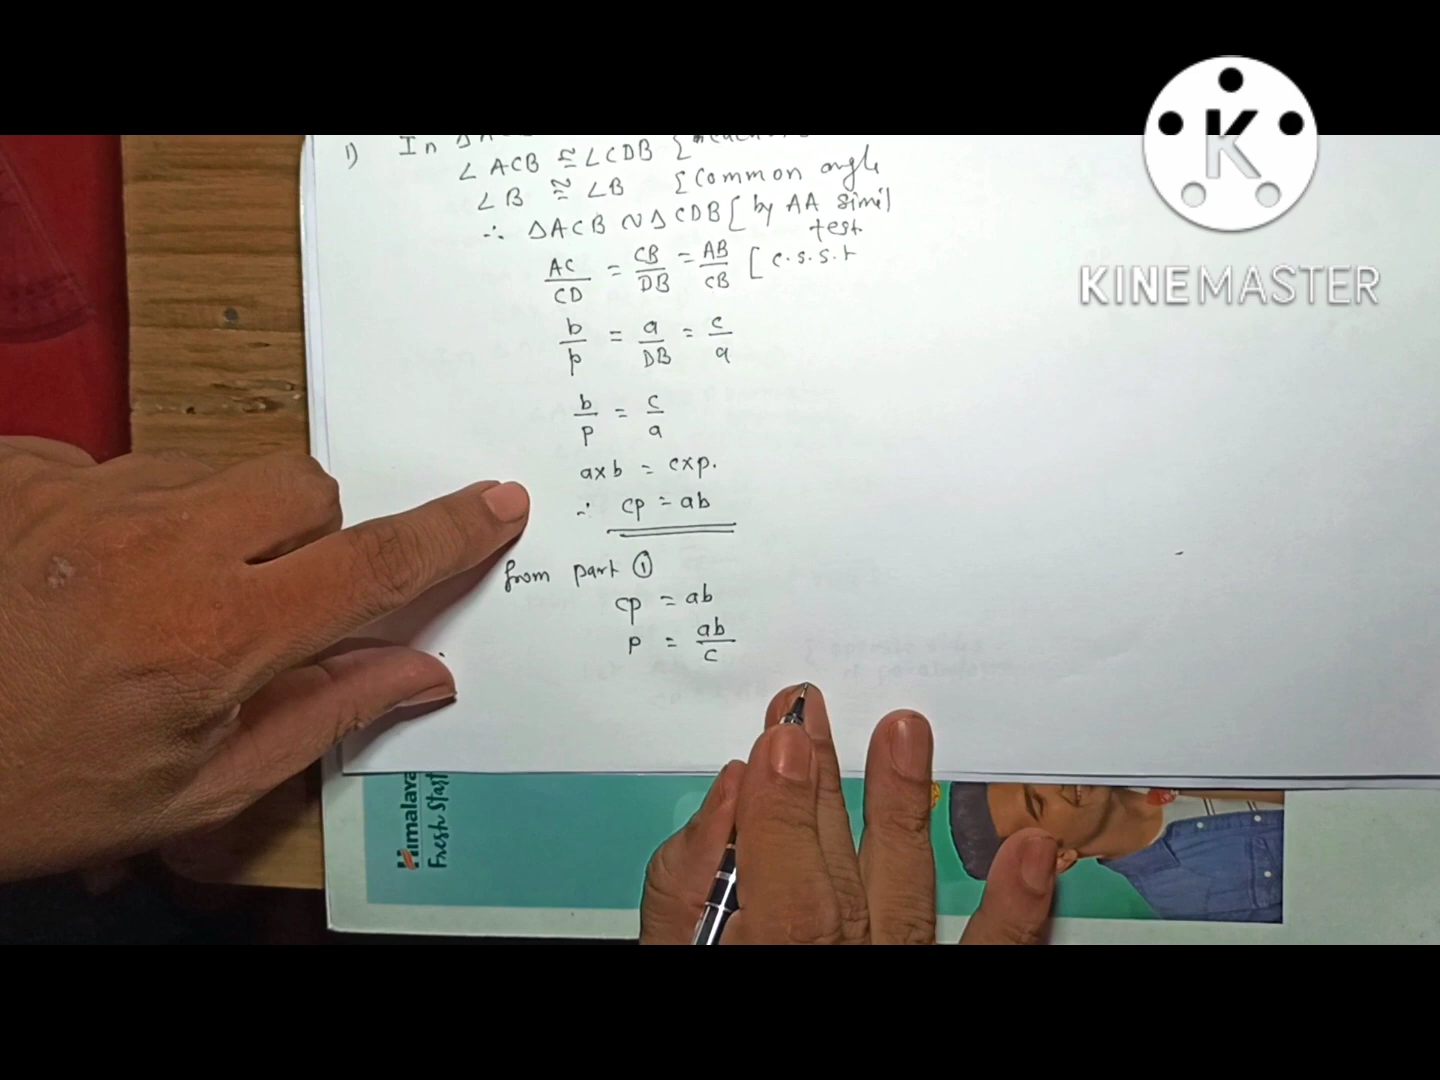 1) In Δ
∠ACB ≅ ∠CDB {
∠B ≅ ∠B {common angle
∴ ΔACB ~ ΔCDB [by AA simil
test
AC/CD = CB/DB = AB/CB [c.s.s.t
b/p = a/DB = c/a
b/p = c/a
a×b = c×p.
∴ cp = ab
from part ①
cp = ab
p = ab/c
Himalaya
Fresh Start
K
KINEMASTER